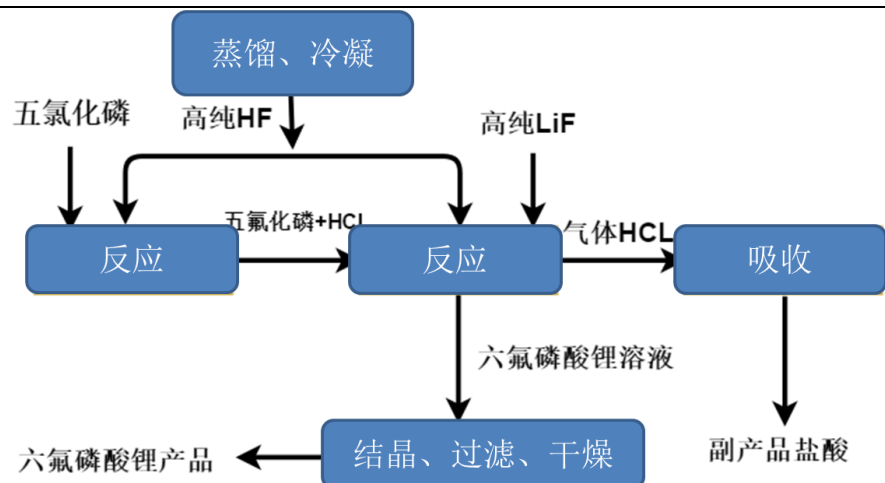 蒸馏、冷凝
五氯化磷
高纯HF
高纯LiF
五氟化磷+HCL
气体HCL
反应
反应
吸收
六氟磷酸锂溶液
六氟磷酸锂产品
结晶、过滤、干燥
副产品盐酸